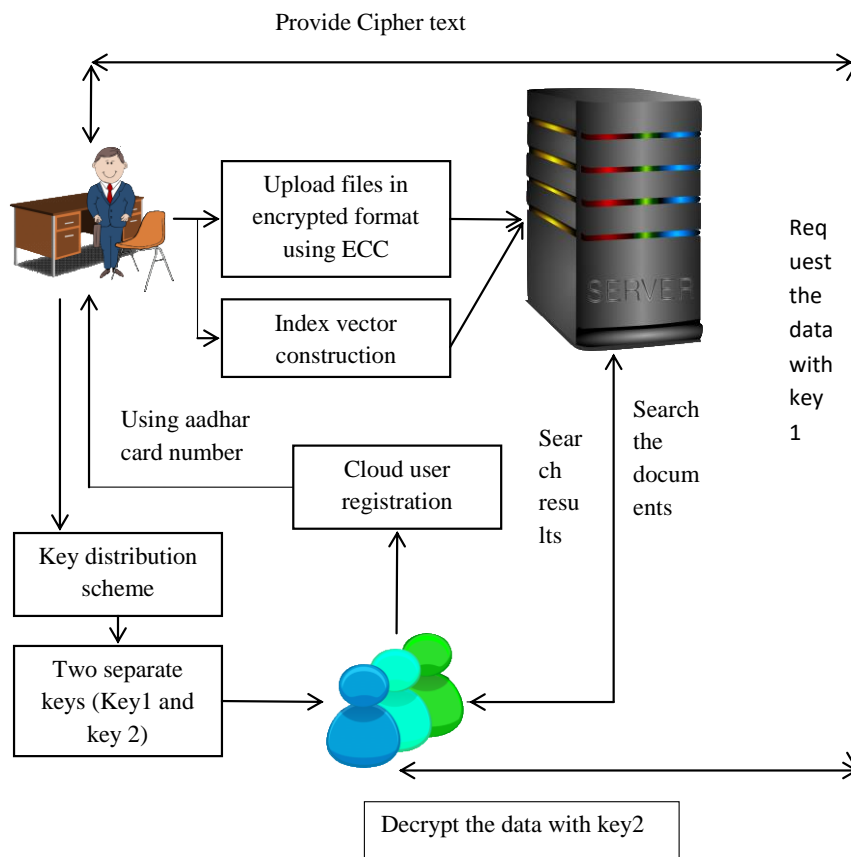 Provide Cipher text
Upload files in
encrypted format
using ECC
SERVER
Index vector
construction
Req
uest
the
data
with
key
1
Using aadhar
card number
Cloud user
registration
Sear
ch
resu
lts
Search
the
docum
ents
Key distribution
scheme
Two separate
keys (Key1 and
key 2)
Decrypt the data with key2